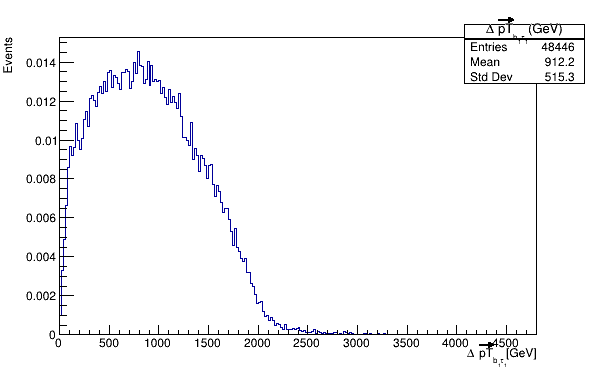 Δ pT b₁τ₁ (GeV)
Entries 48446
Mean 912.2
Std Dev 515.3
Events
0.014
0.012
0.01
0.008
0.006
0.004
0.002
0
0 500 1000 1500 2000 2500 3000 3500 4000 4500
Δ pT b₁τ₁ [GeV]